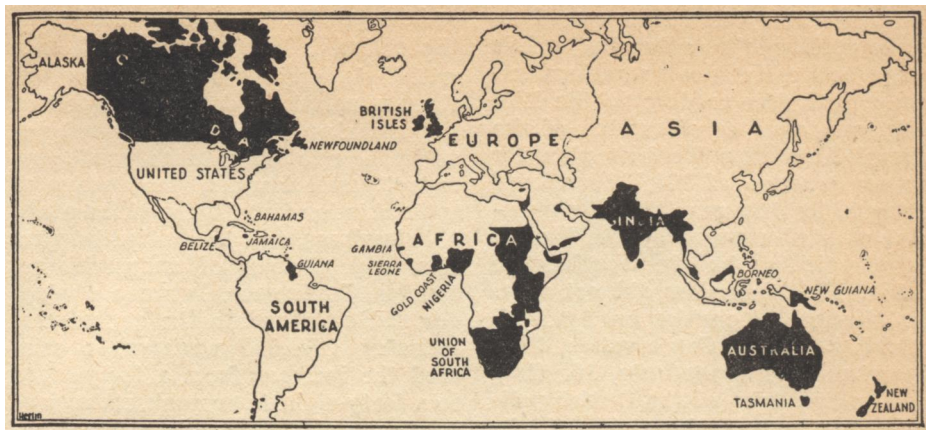 ALASKA
C
D A
BRITISH
ISLES
NEWFOUNDLAND
EUROPE
ASIA
UNITED STATES
INDIA
BAHAMAS
JAMAICA
BELIZE
GUIANA
AFRICA
GAMBIA
SIERRA
LEONE
GOLD COAST
NIGERIA
BORNEO
NEW GUIANA
SOUTH
AMERICA
UNION
OF
SOUTH
AFRICA
AUSTRALIA
TASMANIA
NEW
ZEALAND
Herlin